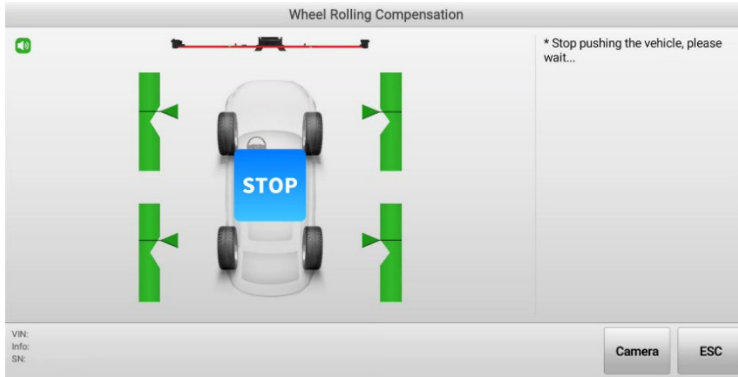 Wheel Rolling Compensation
* Stop pushing the vehicle, please
wait...
STOP
VIN:
Info:
SN:
Camera
ESC